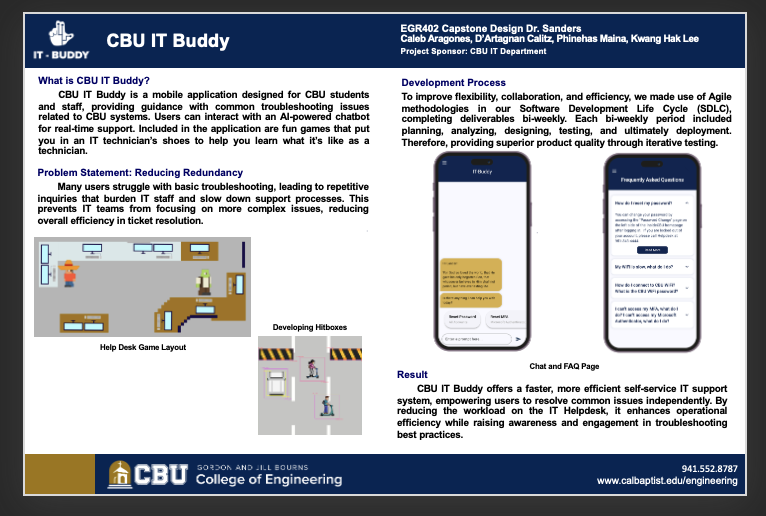 IT - BUDDY
CBU IT Buddy
EGR402 Capstone Design Dr. Sanders
Caleb Aragones, D'Artagnan Calitz, Phinehas Maina, Kwang Hak Lee
Project Sponsor: CBU IT Department
What is CBU IT Buddy?
CBU IT Buddy is a mobile application designed for CBU students
and staff, providing guidance with common troubleshooting issues
related to CBU systems. Users can interact with an AI-powered chatbot
for real-time support. Included in the application are fun games that put
you in an IT technician's shoes to help you learn what it's like as a
technician.
Problem Statement: Reducing Redundancy
Many users struggle with basic troubleshooting, leading to repetitive
inquiries that burden IT staff and slow down support processes. This
prevents IT teams from focusing on more complex issues, reducing
overall efficiency in ticket resolution.
Help Desk Game Layout
Developing Hitboxes
Development Process
To improve flexibility, collaboration, and efficiency, we made use of Agile
methodologies in our Software Development Life Cycle (SDLC),
completing deliverables bi-weekly. Each bi-weekly period included
planning, analyzing, designing, testing, and ultimately deployment.
Therefore, providing superior product quality through iterative testing.
IT-Buddy
Reset Password
Reset MFA
Frequently Asked Questions
How do I reset my password?
Read More
My WiFi is slow, what do I do?
How do I connect to CBU WiFi?
What is the CBU WiFi password?
I can't access my MFA, what do I
do? I can't access my Microsoft
Authenticator, what do I do?
Chat and FAQ Page
Result
CBU IT Buddy offers a faster, more efficient self-service IT support
system, empowering users to resolve common issues independently. By
reducing the workload on the IT Helpdesk, it enhances operational
efficiency while raising awareness and engagement in troubleshooting
best practices.
CBU
GORDON AND JILL BOURNS
College of Engineering
941.552.8787
www.calbaptist.edu/engineering